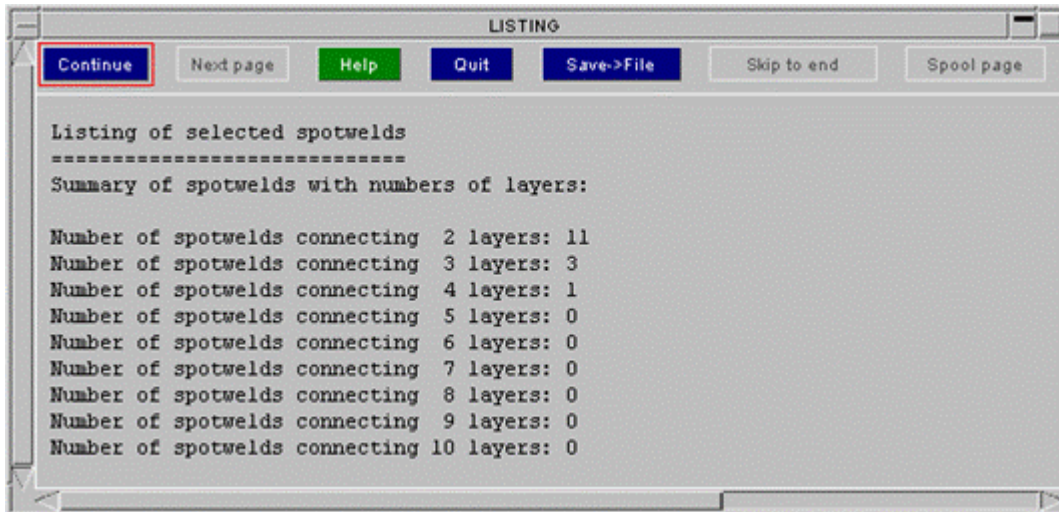 LISTING
Continue Next page Help Quit Save->File Skip to end Spool page
Listing of selected spotwelds
=============================
Summary of spotwelds with numbers of layers:
Number of spotwelds connecting  2 layers: 11
Number of spotwelds connecting  3 layers: 3
Number of spotwelds connecting  4 layers: 1
Number of spotwelds connecting  5 layers: 0
Number of spotwelds connecting  6 layers: 0
Number of spotwelds connecting  7 layers: 0
Number of spotwelds connecting  8 layers: 0
Number of spotwelds connecting  9 layers: 0
Number of spotwelds connecting 10 layers: 0